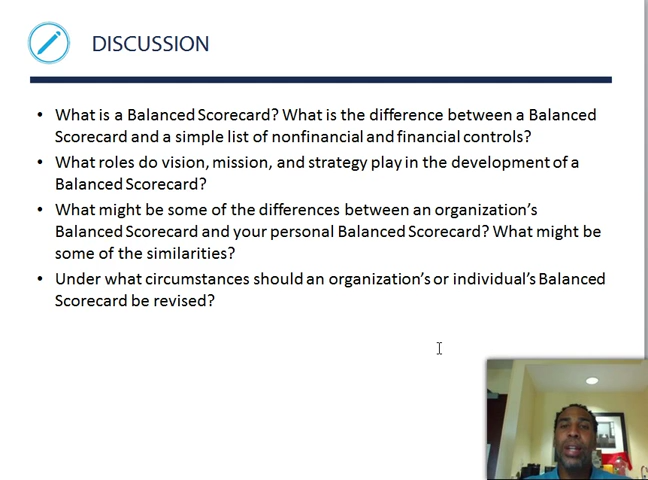 DISCUSSION
• What is a Balanced Scorecard? What is the difference between a Balanced
Scorecard and a simple list of nonfinancial and financial controls?
• What roles do vision, mission, and strategy play in the development of a
Balanced Scorecard?
• What might be some of the differences between an organization's
Balanced Scorecard and your personal Balanced Scorecard? What might be
some of the similarities?
• Under what circumstances should an organization's or individual's Balanced
Scorecard be revised?